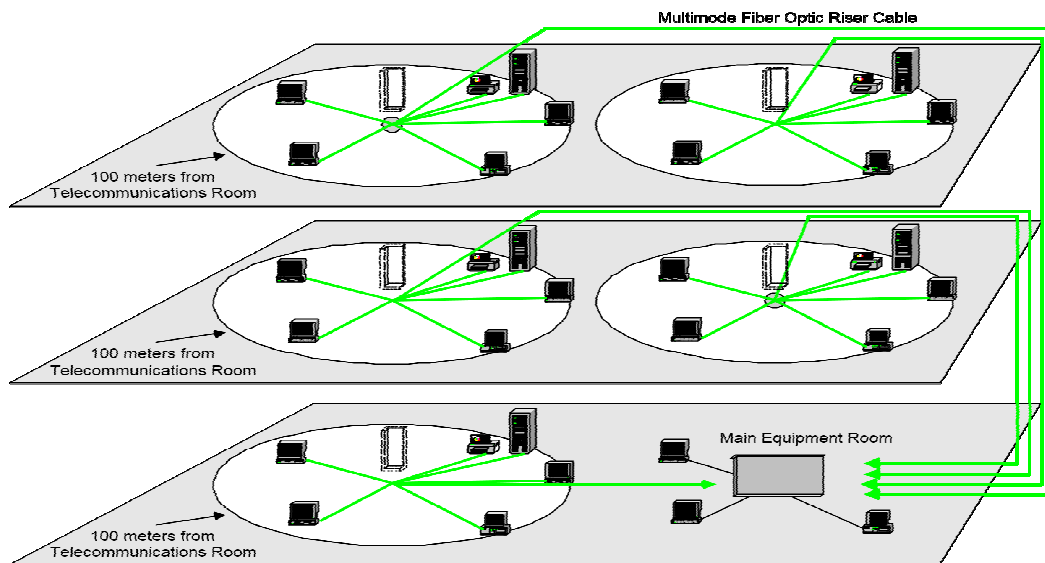 Multimode Fiber Optic Riser Cable
100 meters from
Telecommunications Room
100 meters from
Telecommunications Room
Main Equipment Room
100 meters from
Telecommunications Room